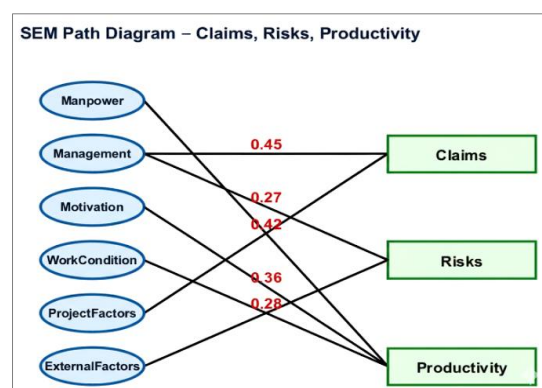 SEM Path Diagram – Claims, Risks, Productivity
Manpower
Management
0.45
Claims
0.27
Motivation
0.42
WorkCondition
Risks
0.36
0.28
ProjectFactors
ExternalFactors
Productivity